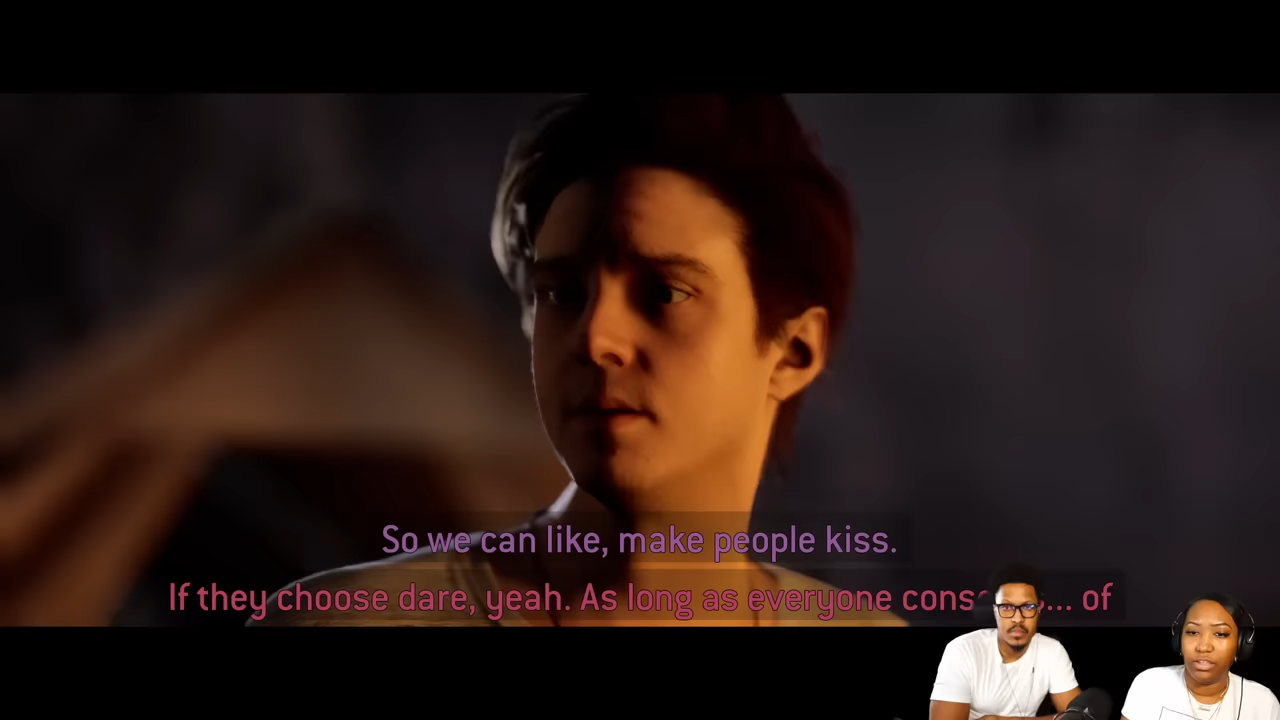 So we can like, make people kiss.
If they choose dare, yeah. As long as everyone cons... of